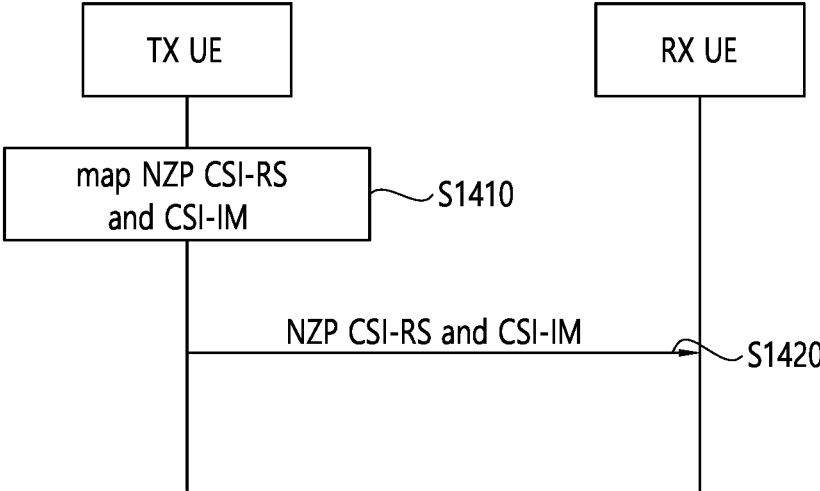 TX UE
RX UE
map NZP CSI-RS
and CSI-IM
S1410
NZP CSI-RS and CSI-IM
S1420